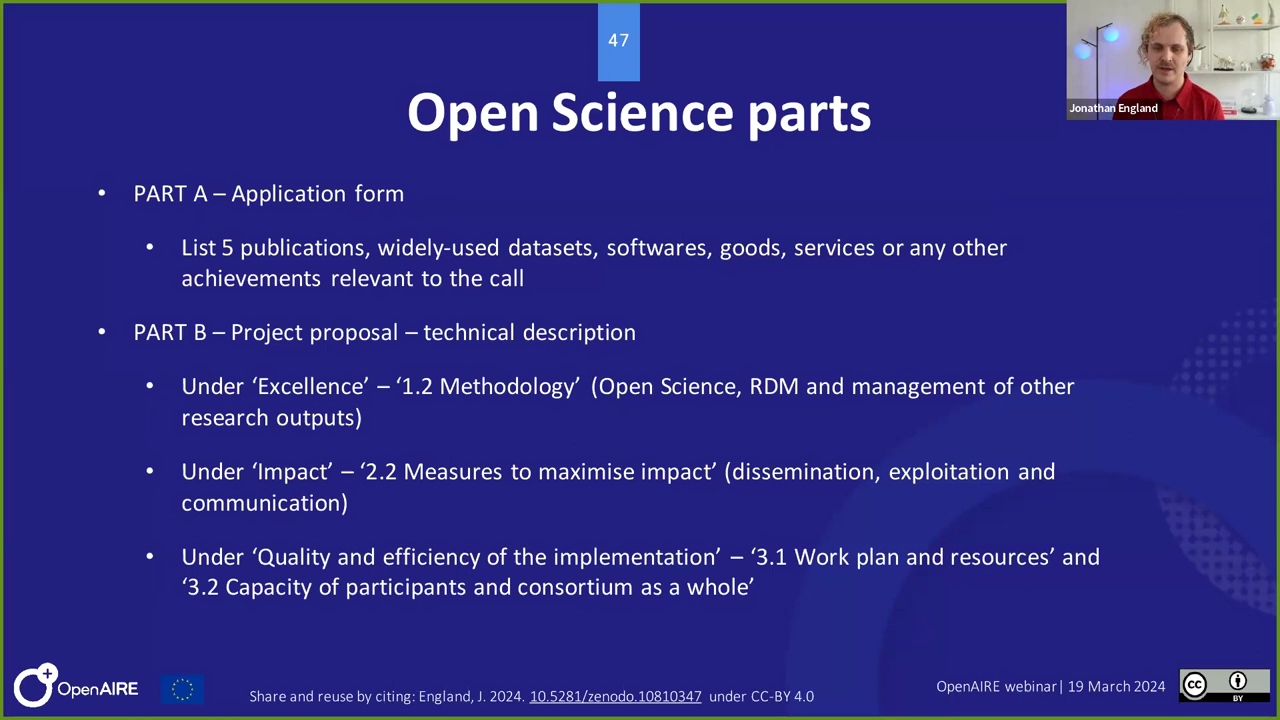 47
Jonathan England
Open Science parts
• PART A – Application form
• List 5 publications, widely-used datasets, softwares, goods, services or any other
achievements relevant to the call
• PART B – Project proposal – technical description
• Under ‘Excellence’ – ‘1.2 Methodology’ (Open Science, RDM and management of other
research outputs)
• Under ‘Impact’ – ‘2.2 Measures to maximise impact’ (dissemination, exploitation and
communication)
• Under ‘Quality and efficiency of the implementation’ – ‘3.1 Work plan and resources’ and
‘3.2 Capacity of participants and consortium as a whole’
OpenAIRE
Share and reuse by citing: England, J. 2024. 10.5281/zenodo.10810347 under CC-BY 4.0
OpenAIRE webinar| 19 March 2024
cc
BY